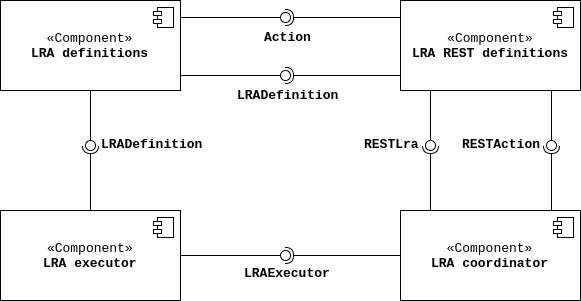 «Component»
LRA definitions
Action
«Component»
LRA REST definitions
LRADefinition
LRADefinition
RESTLra
RESTAction
«Component»
LRA executor
LRAExecutor
«Component»
LRA coordinator